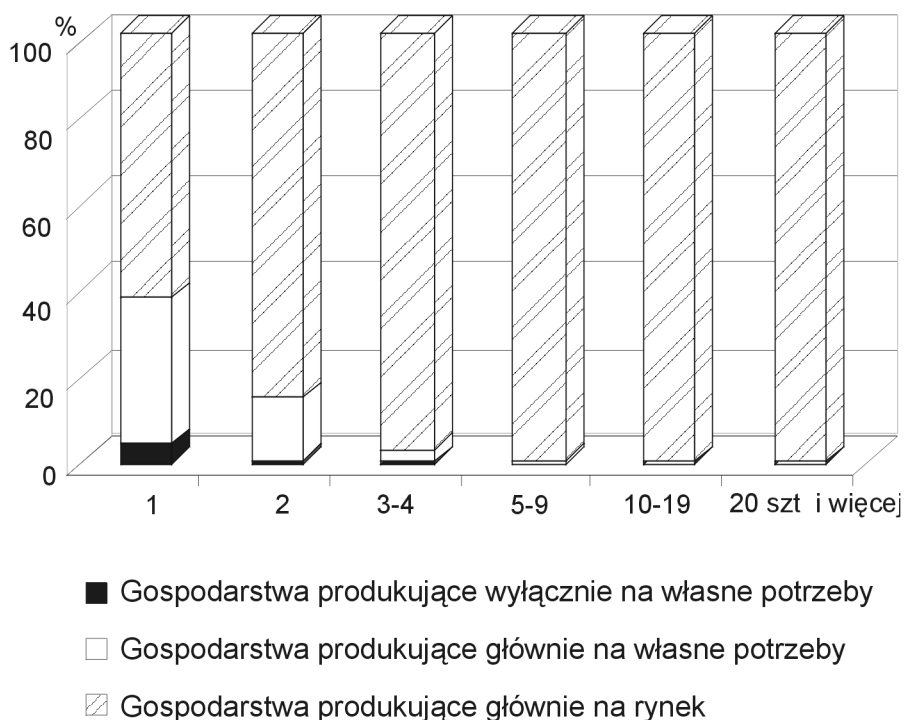 %
100
80
60
40
20
0
1 2 3-4 5-9 10-19 20 szt i więcej
Gospodarstwa produkujące wyłącznie na własne potrzeby
Gospodarstwa produkujące głównie na własne potrzeby
Gospodarstwa produkujące głównie na rynek